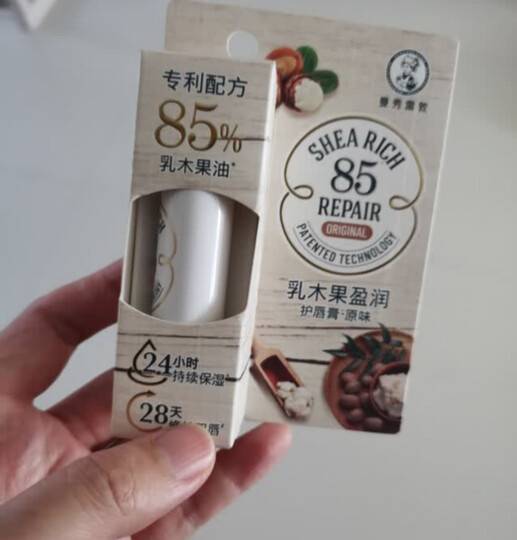 专利配方
85%
乳木果油*
24小时
持续保湿
28天
曼秀雷敦
SHEA RICH
85
REPAIR
ORIGINAL
PATENTED TECHNOLOGY
乳木果盈润
护唇膏-原味